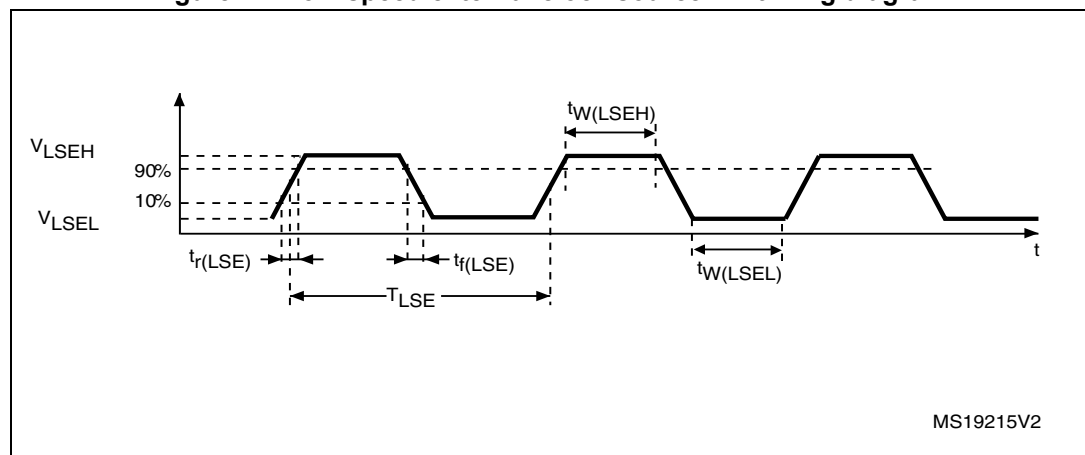 tW(LSEH)
VLSEH
90%
10%
VLSEL
tr(LSE)
tf(LSE)
tW(LSEL)
t
TLSE
MS19215V2